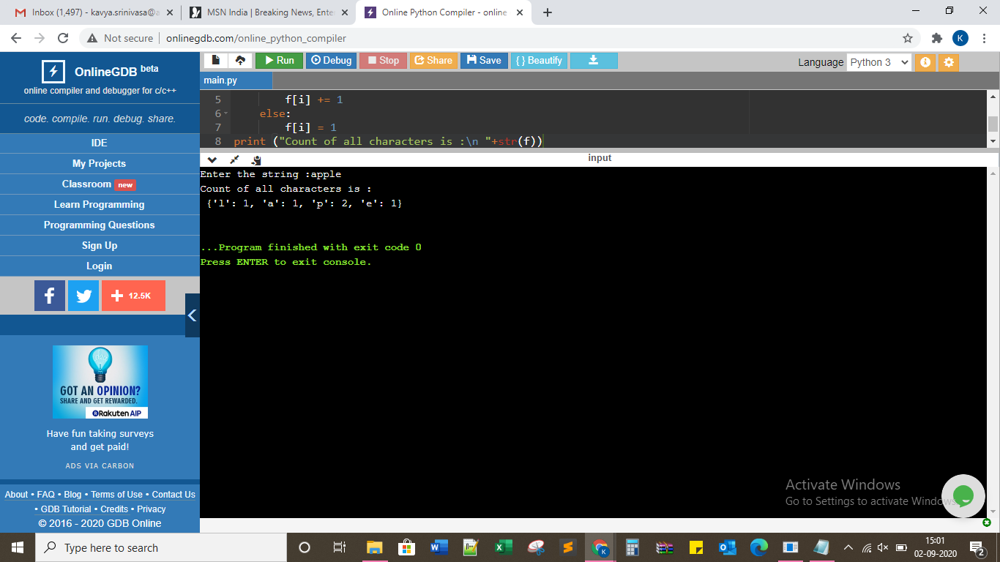 Inbox (1,497) - kavya.srinivasa@a
MSN India | Breaking News, Ente
Online Python Compiler - online
Not secure
onlinegdb.com/online_python_compiler
K
OnlineGDB beta
online compiler and debugger for c/c++
code. compile. run. debug. share.
IDE
My Projects
Classroom new
Learn Programming
Programming Questions
Sign Up
Login
f
12.5K
GOT AN OPINION?
SHARE AND GET REWARDED.
Rakuten AIP
Have fun taking surveys
and get paid!
ADS VIA CARBON
About • FAQ • Blog • Terms of Use • Contact Us
• GDB Tutorial • Credits • Privacy
© 2016 - 2020 GDB Online
Run
Debug
Stop
Share
Save
{ } Beautify
Language Python 3
main.py
5 f[i] += 1
6 else:
7 f[i] = 1
8 print ("Count of all characters is :\n "+str(f))
input
Enter the string :apple
Count of all characters is :
{'l': 1, 'a': 1, 'p': 2, 'e': 1}
...Program finished with exit code 0
Press ENTER to exit console.
Activate Windows
Go to Settings to activate Windows.
Type here to search
15:01
02-09-2020
2